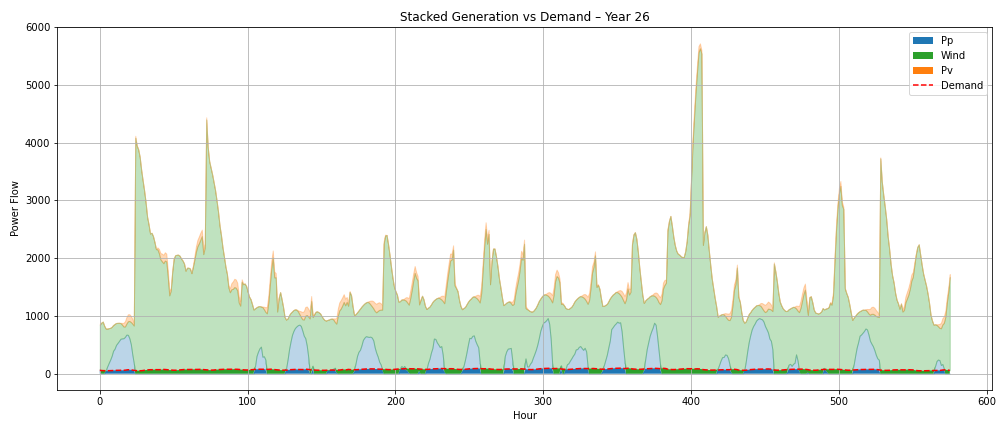 Stacked Generation vs Demand – Year 26
Power Flow
6000
5000
4000
3000
2000
1000
0
Pp
Wind
Pv
Demand
0 100 200 300 400 500 600
Hour